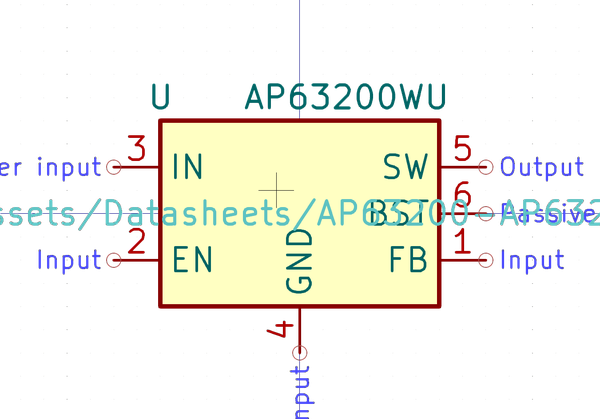 U AP63200WU
3 5
er input IN SW Output
6
ssets/Datasheets/AP63200-AP632
BST Passive
2 1
Input EN FB Input
GND
4
nput